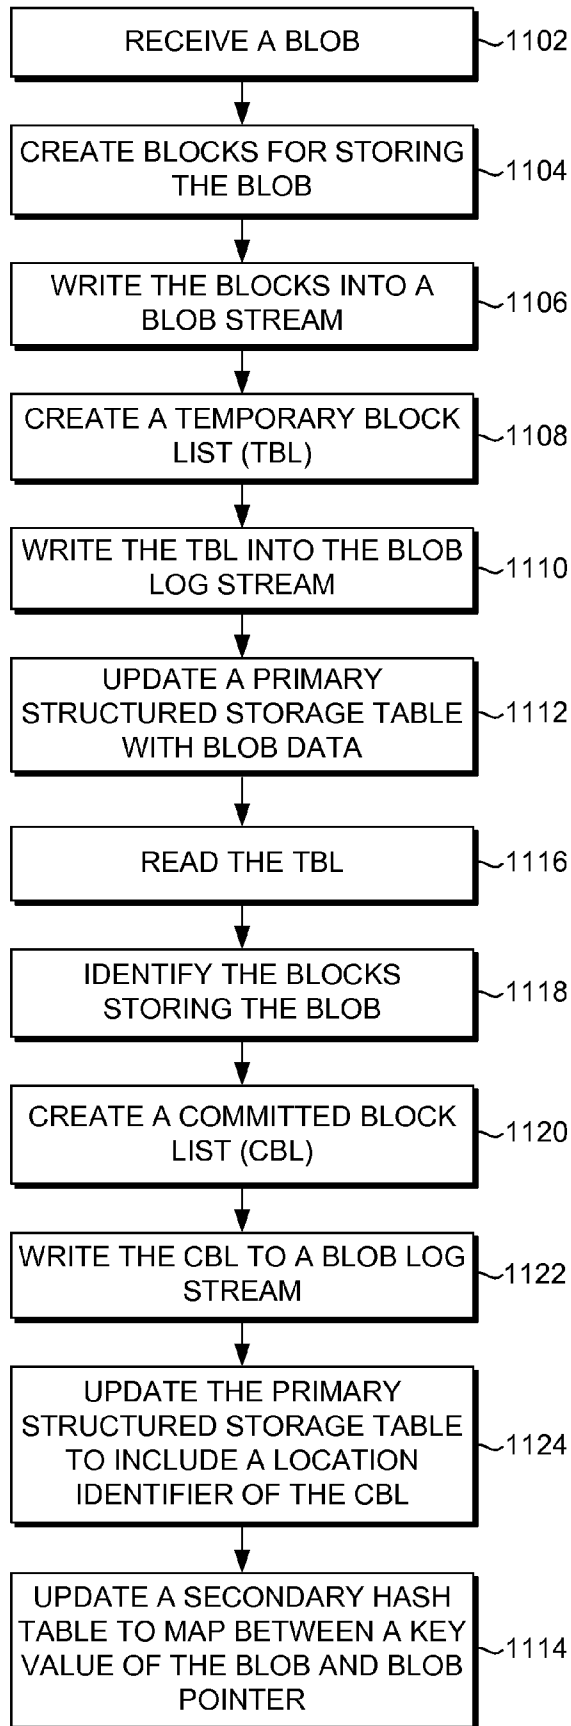 RECEIVE A BLOB
1102
CREATE BLOCKS FOR STORING
THE BLOB
1104
WRITE THE BLOCKS INTO A
BLOB STREAM
1106
CREATE A TEMPORARY BLOCK
LIST (TBL)
1108
WRITE THE TBL INTO THE BLOB
LOG STREAM
1110
UPDATE A PRIMARY
STRUCTURED STORAGE TABLE
WITH BLOB DATA
1112
READ THE TBL
1116
IDENTIFY THE BLOCKS
STORING THE BLOB
1118
CREATE A COMMITTED BLOCK
LIST (CBL)
1120
WRITE THE CBL TO A BLOB LOG
STREAM
1122
UPDATE THE PRIMARY
STRUCTURED STORAGE TABLE
TO INCLUDE A LOCATION
IDENTIFIER OF THE CBL
1124
UPDATE A SECONDARY HASH
TABLE TO MAP BETWEEN A KEY
VALUE OF THE BLOB AND BLOB
POINTER
1114